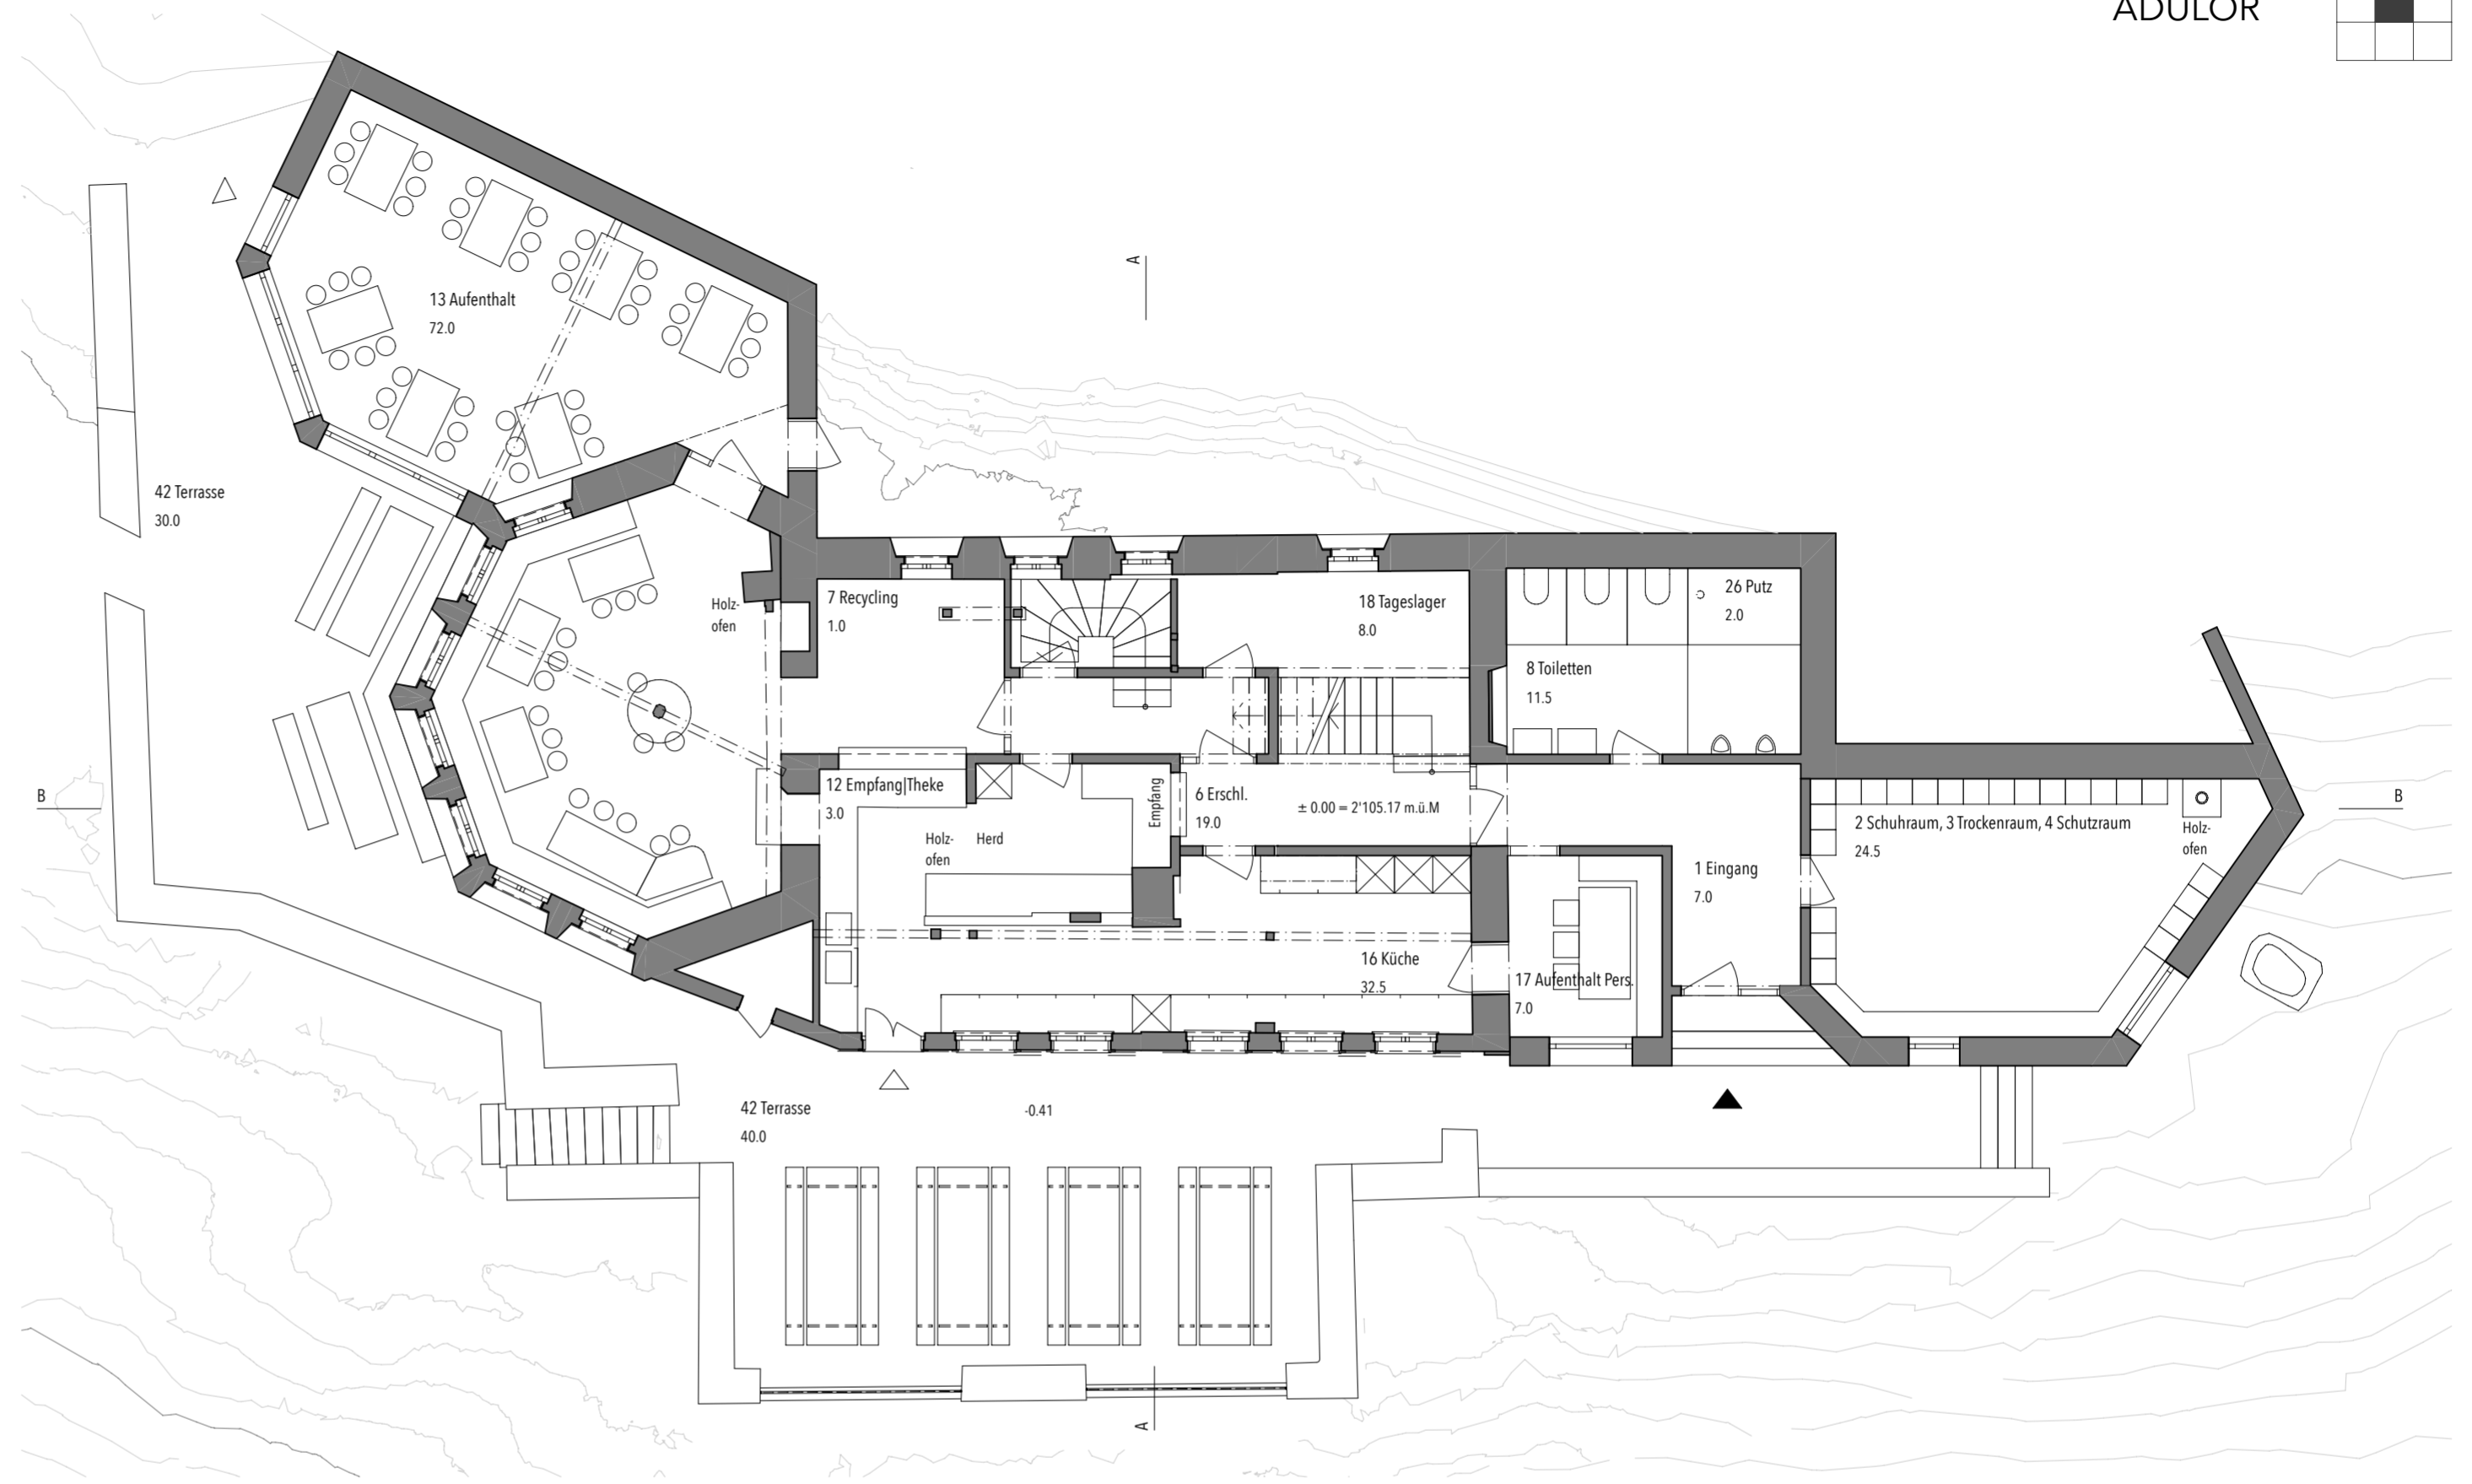 ADULOR
A
13 Aufenthalt
72.0
42 Terrasse
30.0
Holz-
ofen
7 Recycling
1.0
18 Tageslager
8.0
26 Putz
2.0
8 Toiletten
11.5
B
12 Empfang|Theke
3.0
Holz-
ofen
Herd
Empfang
6 Erschl.
19.0
± 0.00 = 2'105.17 m.ü.M
2 Schuhraum, 3 Trockenraum, 4 Schutzraum
24.5
Holz-
ofen
B
1 Eingang
7.0
16 Küche
32.5
17 Aufenthalt Pers.
7.0
42 Terrasse
40.0
-0.41
A